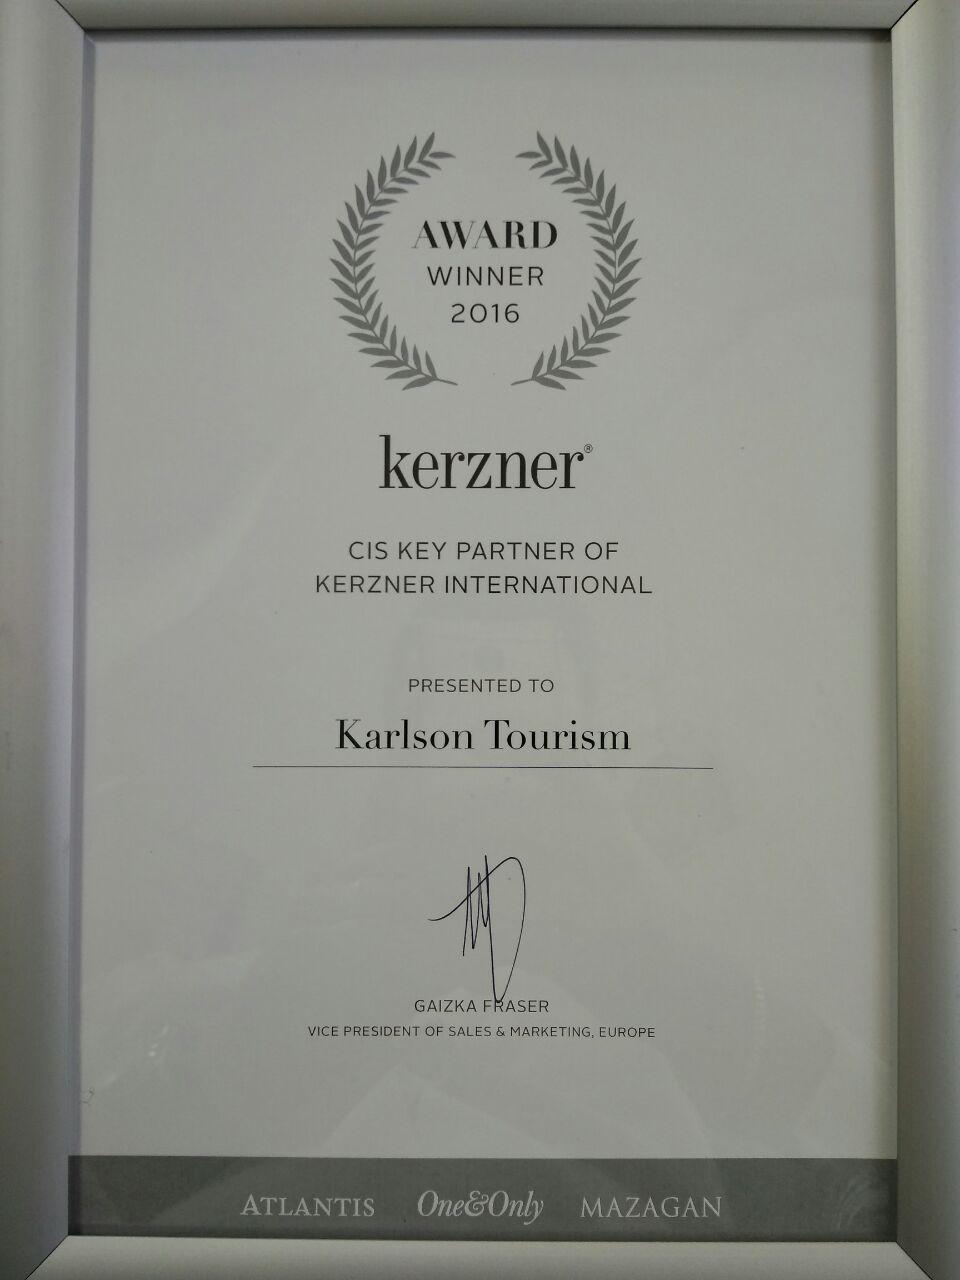 AWARD
WINNER
2016
kerzner®
CIS KEY PARTNER OF
KERZNER INTERNATIONAL
PRESENTED TO
Karlson Tourism
GAIZKA FRASER
VICE PRESIDENT OF SALES & MARKETING, EUROPE
ATLANTIS One&Only MAZAGAN